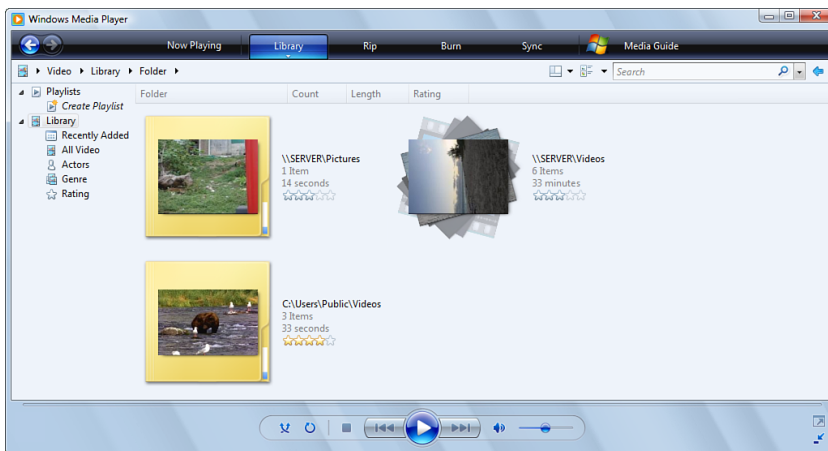 Windows Media Player
Now Playing Library Rip Burn Sync Media Guide
Video Library Folder Search
Playlists
Create Playlist
Library
Recently Added
All Video
Actors
Genre
Rating
Folder Count Length Rating
\\SERVER\Pictures
1 Item
14 seconds
\\SERVER\Videos
6 Items
33 minutes
C:\Users\Public\Videos
3 Items
33 seconds